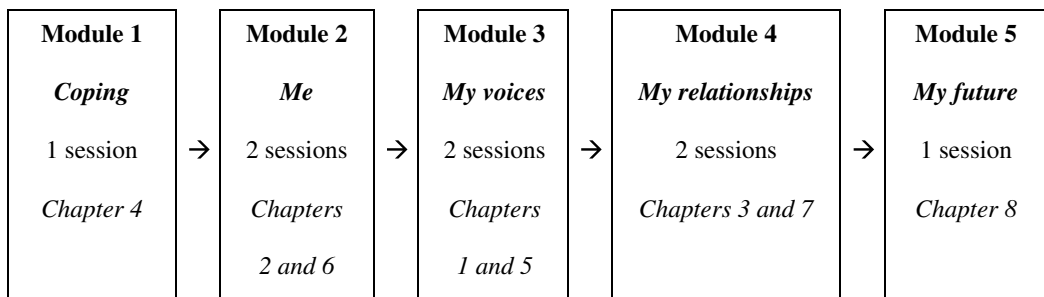 Module 1
Coping
1 session
Chapter 4
→
Module 2
Me
2 sessions
Chapters
2 and 6
→
Module 3
My voices
2 sessions
Chapters
1 and 5
→
Module 4
My relationships
2 sessions
Chapters 3 and 7
→
Module 5
My future
1 session
Chapter 8